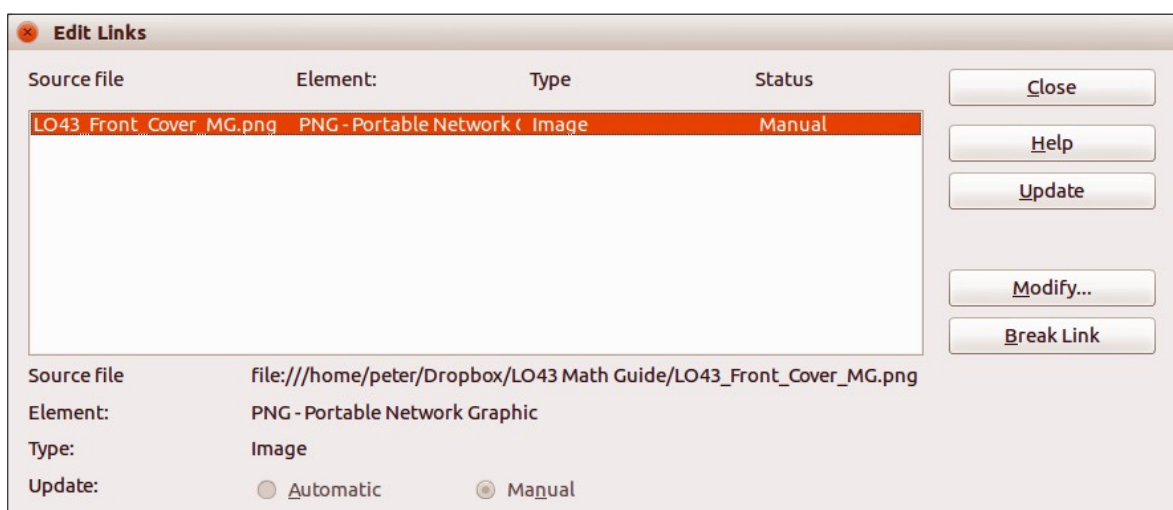 Edit Links
Source file Element: Type Status
LO43_Front_Cover_MG.png PNG - Portable Network ( Image Manual
Close
Help
Update
Modify...
Break Link
Source file file:///home/peter/Dropbox/LO43 Math Guide/LO43_Front_Cover_MG.png
Element: PNG - Portable Network Graphic
Type: Image
Update: Automatic Manual